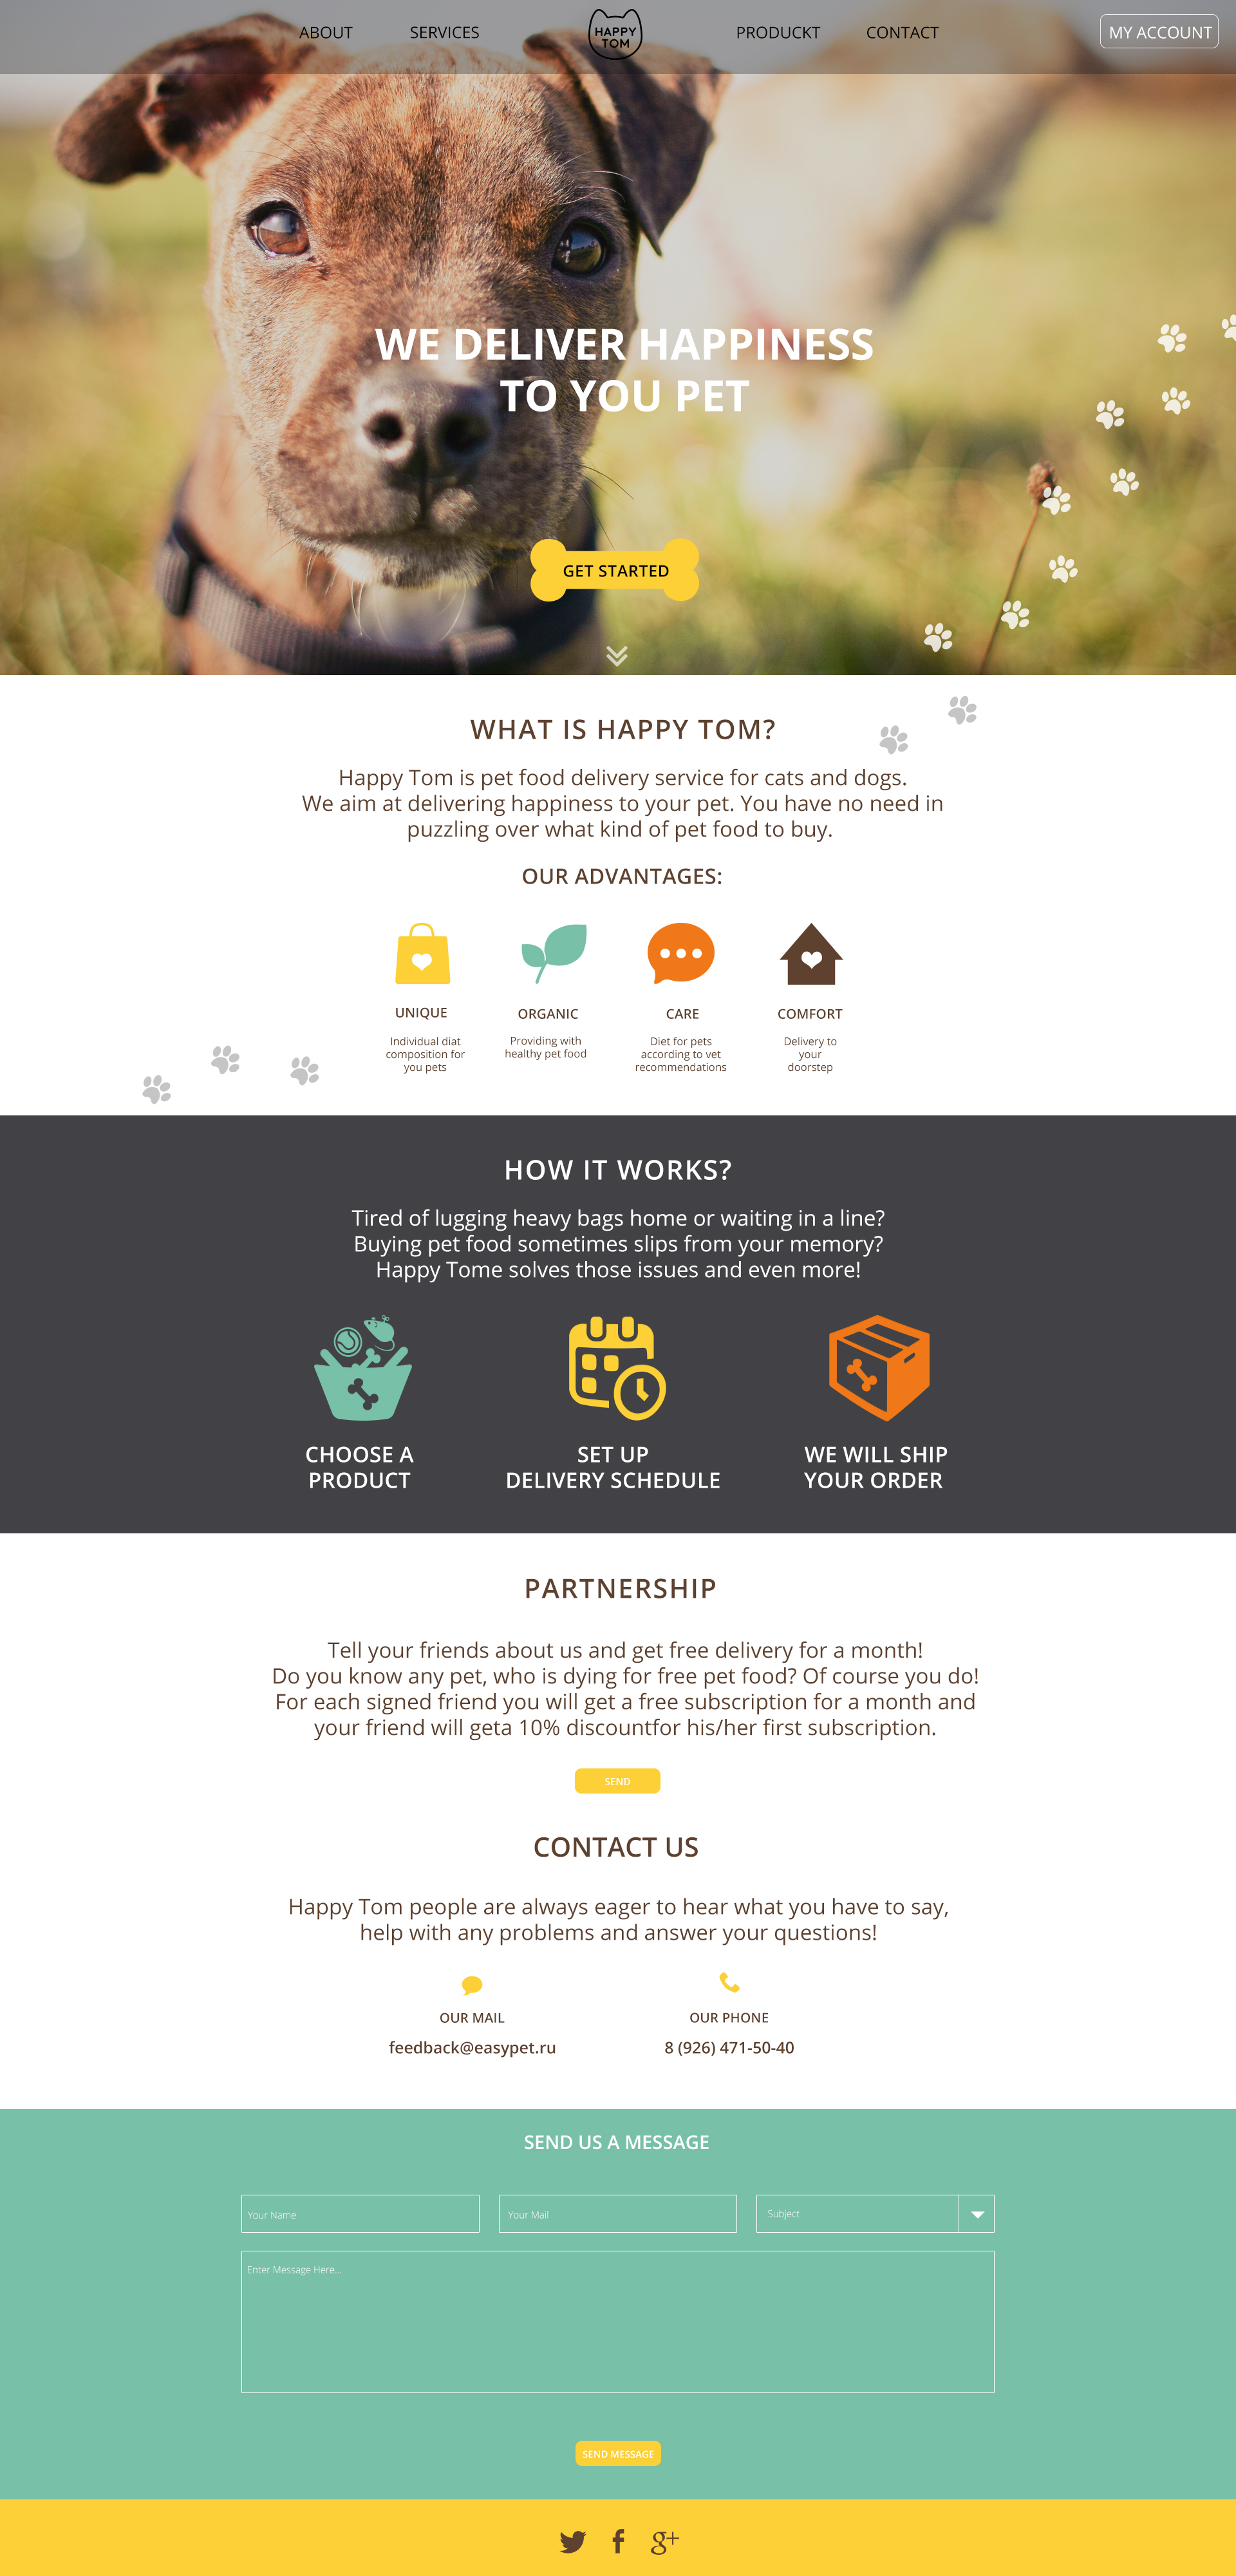 ABOUT
SERVICES
HAPPY
TOM
PRODUCKT
CONTACT
MY ACCOUNT
WE DELIVER HAPPINESS
TO YOU PET
GET STARTED
WHAT IS HAPPY TOM?
Happy Tom is pet food delivery service for cats and dogs.
We aim at delivering happiness to your pet. You have no need in
puzzling over what kind of pet food to buy.
OUR ADVANTAGES:
UNIQUE
Individual diat
composition for
you pets
ORGANIC
Providing with
healthy pet food
CARE
Diet for pets
according to vet
recommendations
COMFORT
Delivery to
your
doorstep
HOW IT WORKS?
Tired of lugging heavy bags home or waiting in a line?
Buying pet food sometimes slips from your memory?
Happy Tome solves those issues and even more!
CHOOSE A
PRODUCT
SET UP
DELIVERY SCHEDULE
WE WILL SHIP
YOUR ORDER
PARTNERSHIP
Tell your friends about us and get free delivery for a month!
Do you know any pet, who is dying for free pet food? Of course you do!
For each signed friend you will get a free subscription for a month and
your friend will geta 10% discountfor his/her first subscription.
SEND
CONTACT US
Happy Tom people are always eager to hear what you have to say,
help with any problems and answer your questions!
OUR MAIL
feedback@easypet.ru
OUR PHONE
8 (926) 471-50-40
SEND US A MESSAGE
Your Name
Your Mail
Subject
Enter Message Here...
SEND MESSAGE
f
g+